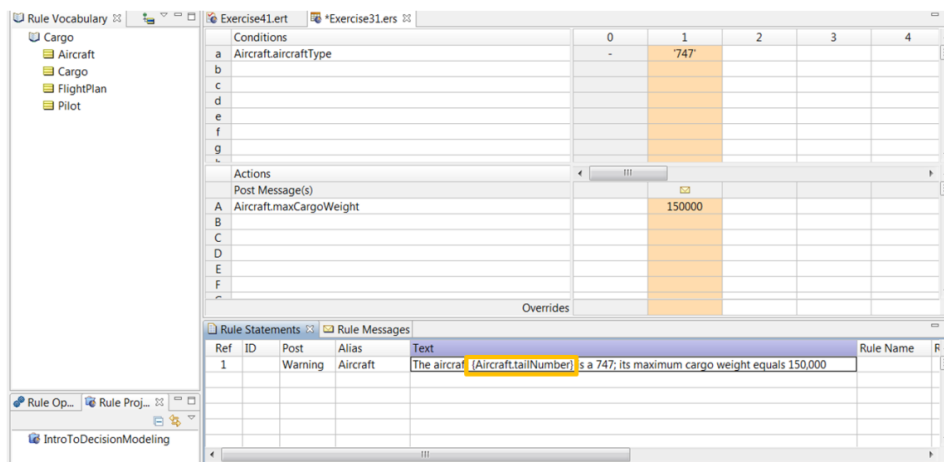 Rule Vocabulary
Cargo
Aircraft
Cargo
FlightPlan
Pilot
Rule Op...
Rule Proj...
IntroToDecisionModeling
Exercise41.ert
*Exercise31.ers
Conditions 0 1 2 3 4
a Aircraft.aircraftType - '747'
b
c
d
e
f
g
Actions
Post Message(s)
A Aircraft.maxCargoWeight 150000
B
C
D
E
F
Overrides
Rule Statements Rule Messages
Ref ID Post Alias Text Rule Name R
1 Warning Aircraft The aircraf {Aircraft.tailNumber} s a 747; its maximum cargo weight equals 150,000